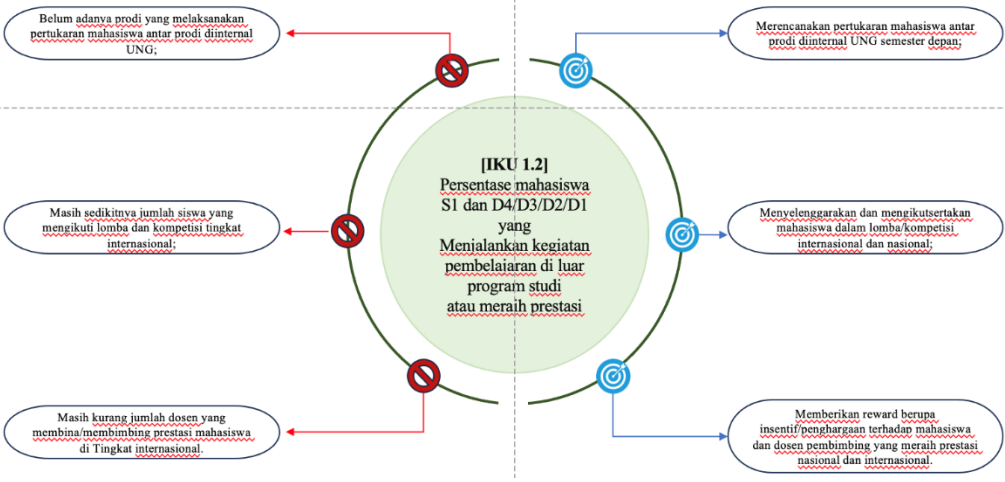 Belum adanya prodi yang melaksanakan
pertukaran mahasiswa antar prodi diinternal
UNG;
Merencanakan pertukaran mahasiswa antar
prodi diinternal UNG semester depan;
[IKU 1.2]
Persentase mahasiswa
S1 dan D4/D3/D2/D1
yang
Menjalankan kegiatan
pembelajaran di luar
program studi
atau meraih prestasi
Masih sedikitnya jumlah siswa yang
mengikuti lomba dan kompetisi tingkat
internasional;
Menyelenggarakan dan mengikutsertakan
mahasiswa dalam lomba/kompetisi
internasional dan nasional;
Masih kurang jumlah dosen yang
membina/membimbing prestasi mahasiswa
di Tingkat internasional.
Memberikan reward berupa
insentif/penghargaan terhadap mahasiswa
dan dosen pembimbing yang meraih prestasi
nasional dan internasional.